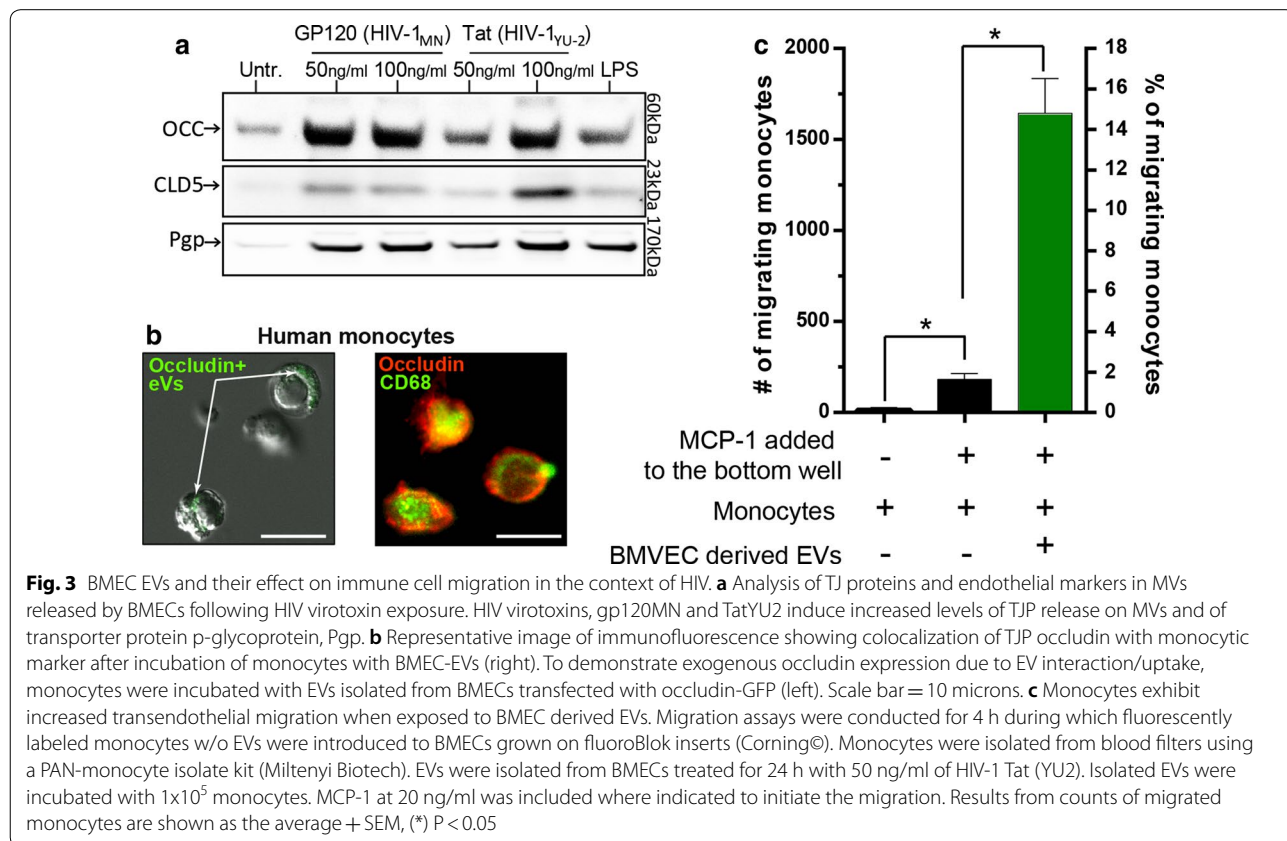 a
GP120 (HIV-1MN) Tat (HIV-1YU-2)
Untr. 50ng/ml 100ng/ml 50ng/ml 100ng/ml LPS
OCC→
60kDa
CLD5→
23kDa
Pgp→
170kDa
b
Human monocytes
Occludin+
eVs
Occludin
CD68
c
# of migrating monocytes
2000
1500
1000
500
0
*
*
% of migrating monocytes
18
16
14
12
10
8
6
4
2
0
MCP-1 added
to the bottom well - + +
Monocytes + + +
BMVEC derived EVs - - +
Fig. 3 BMEC EVs and their effect on immune cell migration in the context of HIV. a Analysis of TJ proteins and endothelial markers in MVs
released by BMECs following HIV virotoxin exposure. HIV virotoxins, gp120MN and TatYU2 induce increased levels of TJP release on MVs and of
transporter protein p-glycoprotein, Pgp. b Representative image of immunofluorescence showing colocalization of TJP occludin with monocytic
marker after incubation of monocytes with BMEC-EVs (right). To demonstrate exogenous occludin expression due to EV interaction/uptake,
monocytes were incubated with EVs isolated from BMECs transfected with occludin-GFP (left). Scale bar = 10 microns. c Monocytes exhibit
increased transendothelial migration when exposed to BMEC derived EVs. Migration assays were conducted for 4 h during which fluorescently
labeled monocytes w/o EVs were introduced to BMECs grown on fluoroBlok inserts (Corning©). Monocytes were isolated from blood filters using
a PAN-monocyte isolate kit (Miltenyi Biotech). EVs were isolated from BMECs treated for 24 h with 50 ng/ml of HIV-1 Tat (YU2). Isolated EVs were
incubated with 1x10⁵ monocytes. MCP-1 at 20 ng/ml was included where indicated to initiate the migration. Results from counts of migrated
monocytes are shown as the average + SEM, (*) P < 0.05